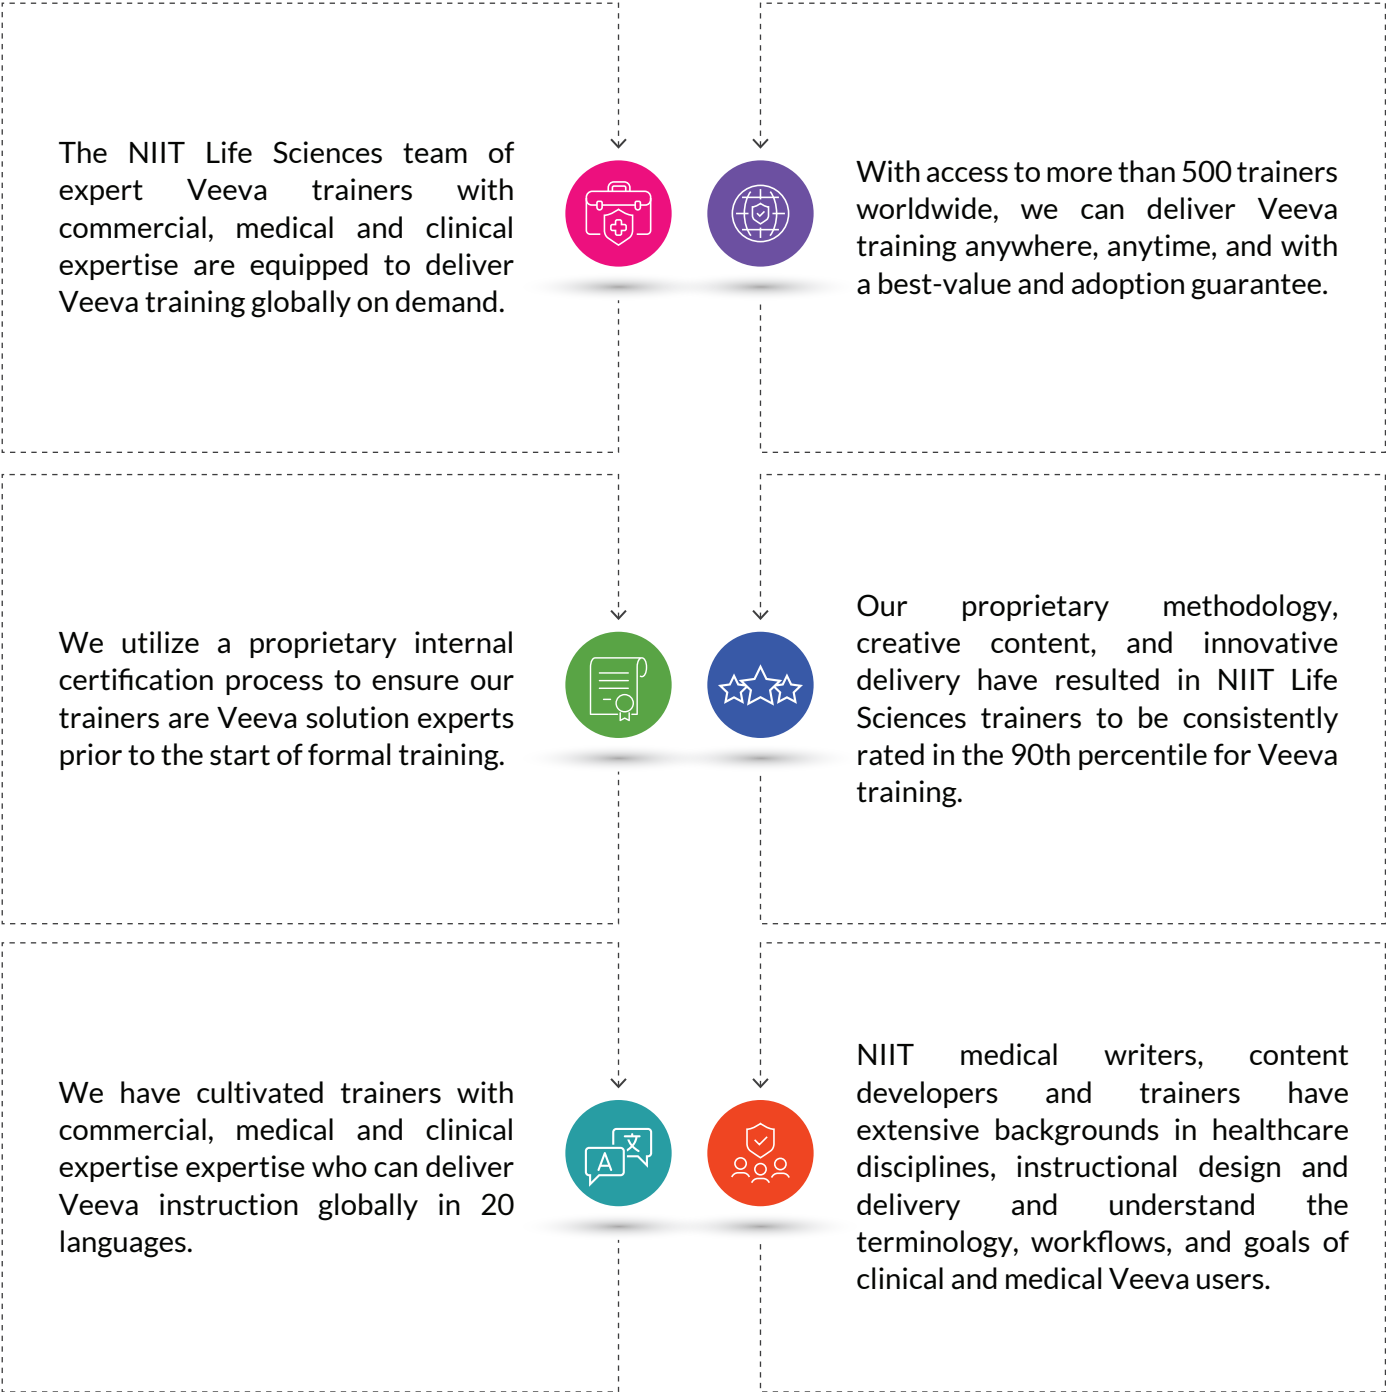 The NIIT Life Sciences team of
expert Veeva trainers with
commercial, medical and clinical
expertise are equipped to deliver
Veeva training globally on demand.
With access to more than 500 trainers
worldwide, we can deliver Veeva
training anywhere, anytime, and with
a best-value and adoption guarantee.
We utilize a proprietary internal
certification process to ensure our
trainers are Veeva solution experts
prior to the start of formal training.
Our proprietary methodology,
creative content, and innovative
delivery have resulted in NIIT Life
Sciences trainers to be consistently
rated in the 90th percentile for Veeva
training.
We have cultivated trainers with
commercial, medical and clinical
expertise expertise who can deliver
Veeva instruction globally in 20
languages.
A
文
NIIT medical writers, content
developers and trainers have
extensive backgrounds in healthcare
disciplines, instructional design and
delivery and understand the
terminology, workflows, and goals of
clinical and medical Veeva users.